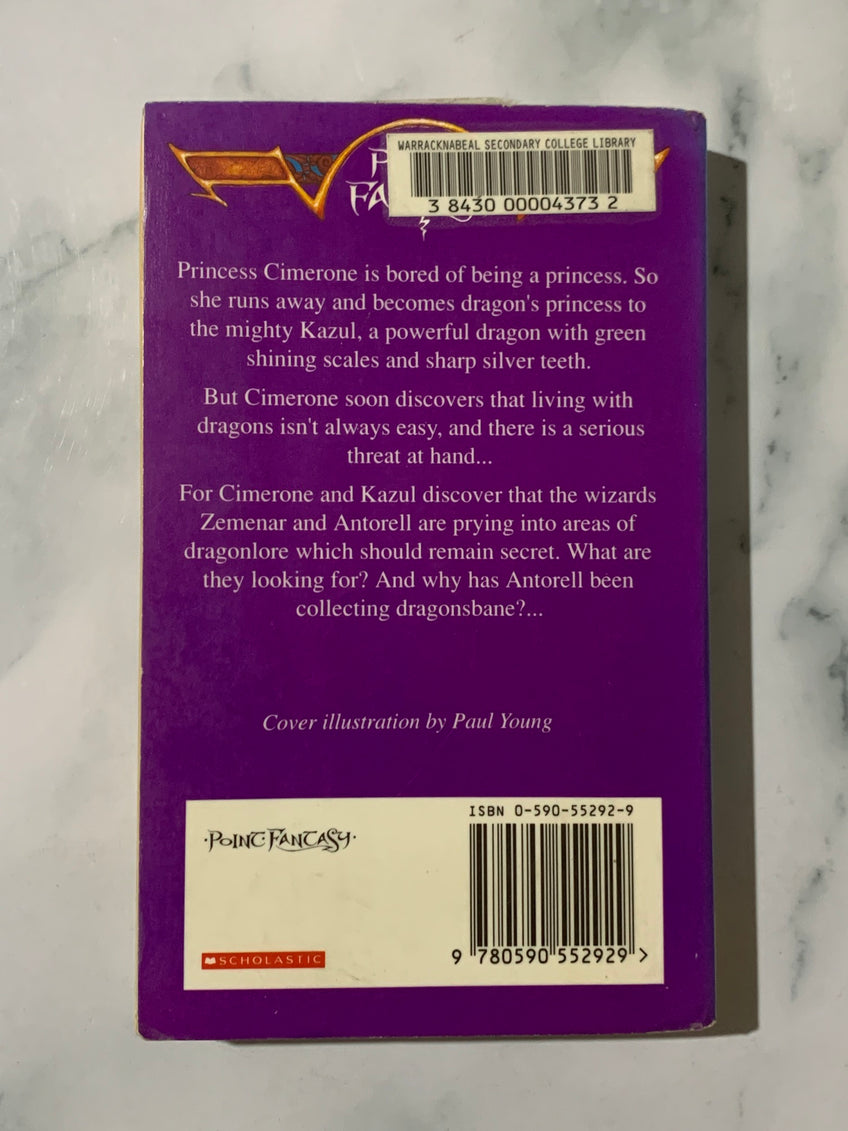 WARRACKNABEAL SECONDARY COLLEGE LIBRARY
3 8430 00004373 2
Princess Cimerone is bored of being a princess. So
she runs away and becomes dragon's princess to
the mighty Kazul, a powerful dragon with green
shining scales and sharp silver teeth.
But Cimerone soon discovers that living with
dragons isn't always easy, and there is a serious
threat at hand...
For Cimerone and Kazul discover that the wizards
Zemenar and Antorell are prying into areas of
dragonlore which should remain secret. What are
they looking for? And why has Antorell been
collecting dragonsbane?...
Cover illustration by Paul Young
ISBN 0-590-55292-9
·POINT·FANTASY·
9 780590 552929 >
SCHOLASTIC